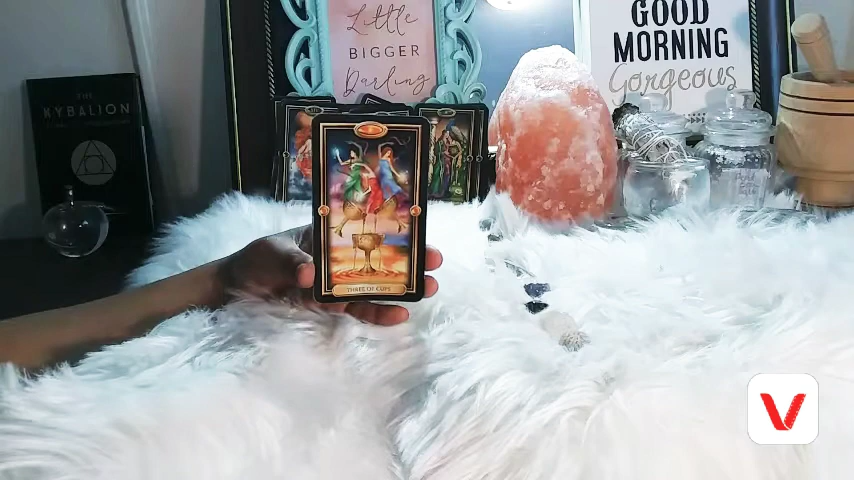 Little
BIGGER
Darling
GOOD
MORNING
Gorgeous
THE
KYBALION
THREE OF CUPS